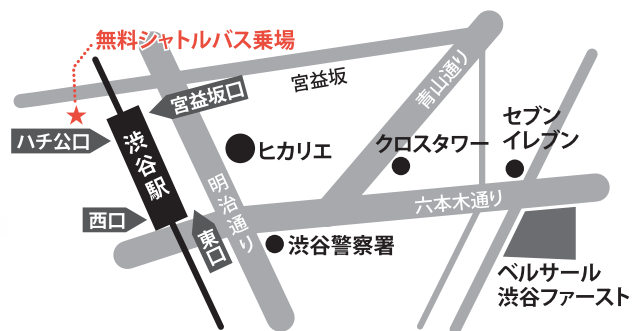 無料シャトルバス乗場
宮益坂
青山通り
宮益坂口
セブン
イレブン
ハチ公口
渋谷駅
ヒカリエ
クロスタワー
明治通り
六本木通り
西口
東口
渋谷警察署
ベルサール
渋谷ファースト